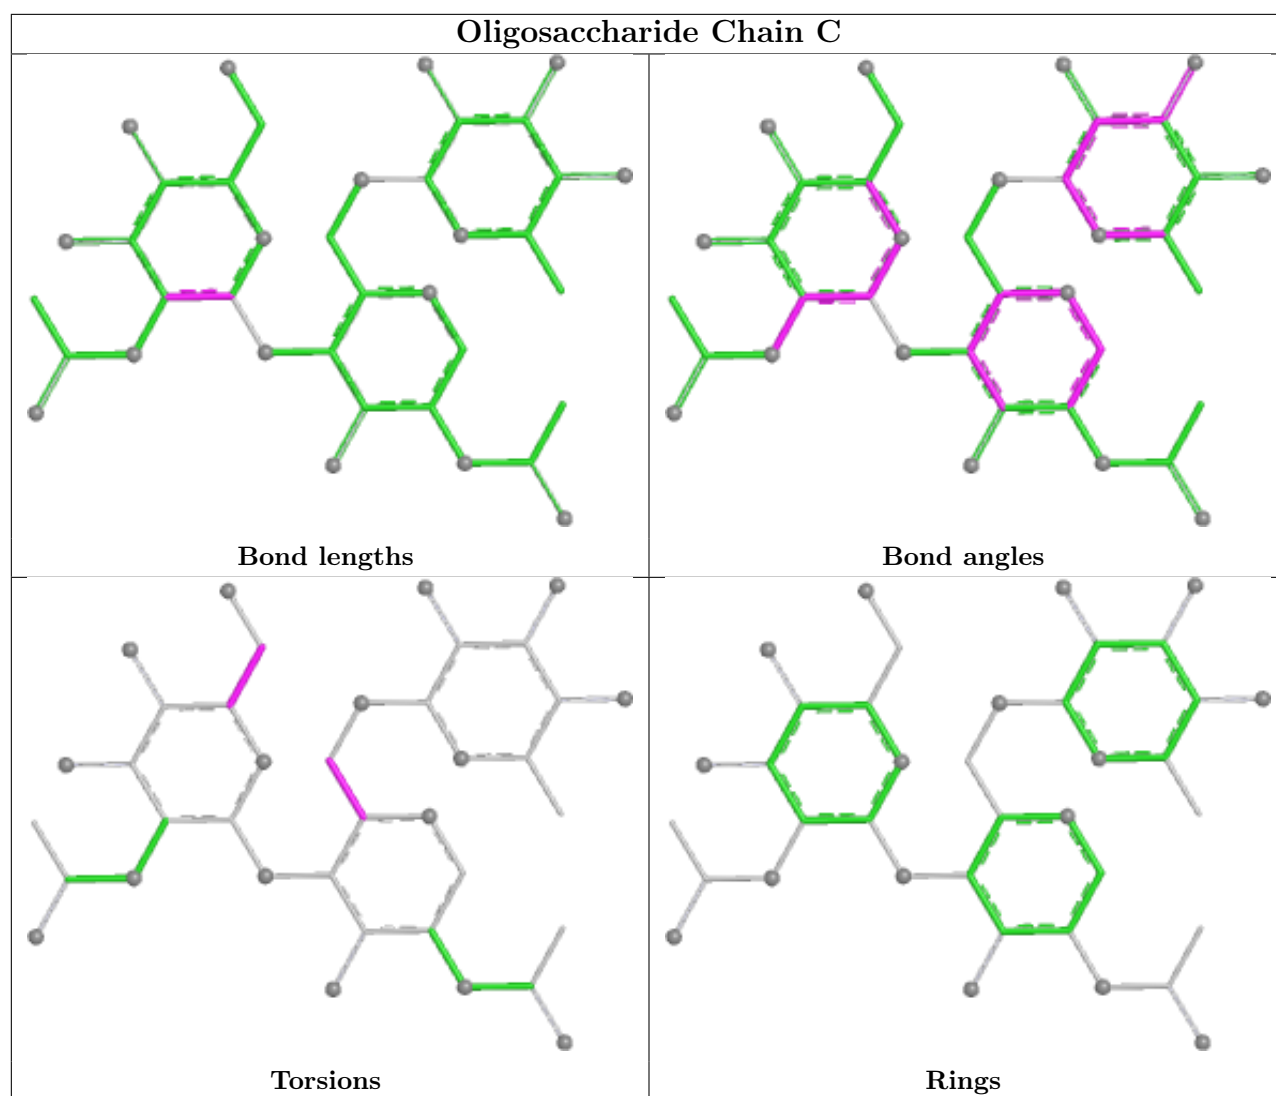 Oligosaccharide Chain C
Bond lengths
Bond angles
Torsions
Rings